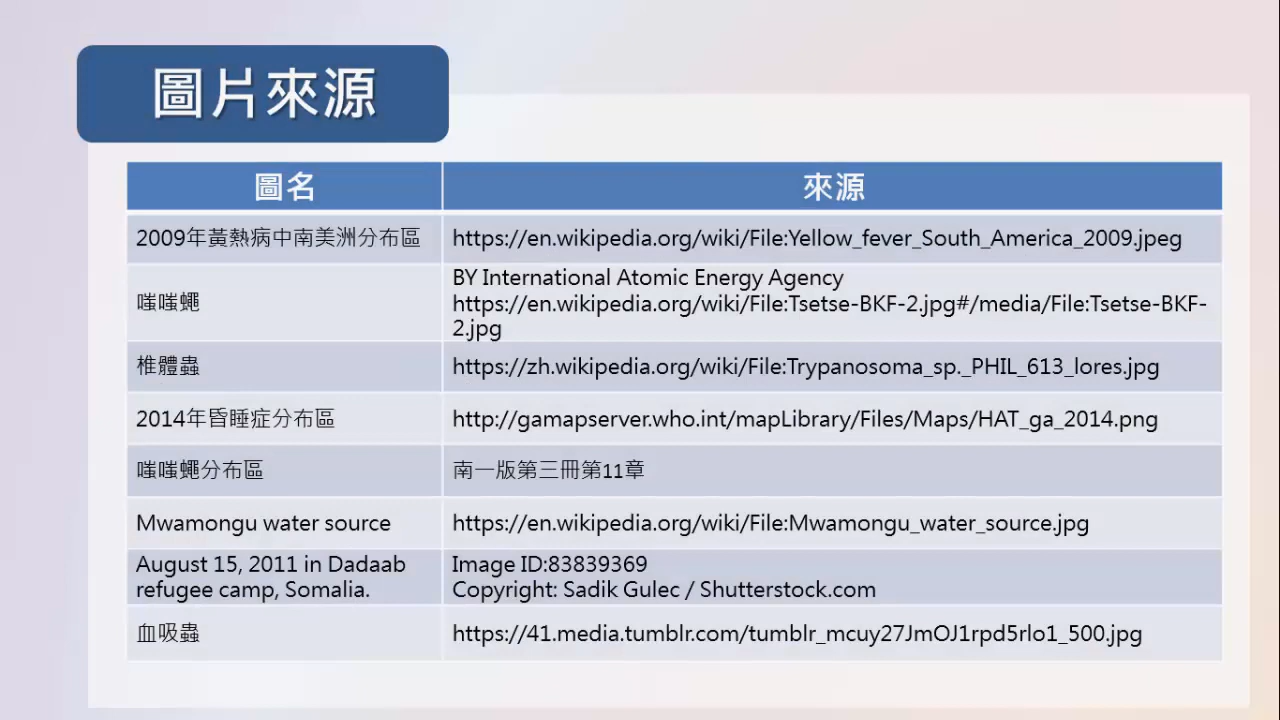 圖片來源
圖名 來源
2009年黃熱病中南美洲分布區 https://en.wikipedia.org/wiki/File:Yellow_fever_South_America_2009.jpeg
嗤嗤蠅 BY International Atomic Energy Agency
https://en.wikipedia.org/wiki/File:Tsetse-BKF-2.jpg#/media/File:Tsetse-BKF-
2.jpg
椎體蟲 https://zh.wikipedia.org/wiki/File:Trypanosoma_sp._PHIL_613_lores.jpg
2014年昏睡症分布區 http://gamapserver.who.int/mapLibrary/Files/Maps/HAT_ga_2014.png
嗤嗤蠅分布區 南一版第三冊第11章
Mwamongu water source https://en.wikipedia.org/wiki/File:Mwamongu_water_source.jpg
August 15, 2011 in Dadaab
refugee camp, Somalia.
Image ID:83839369
Copyright: Sadik Gulec / Shutterstock.com
血吸蟲 https://41.media.tumblr.com/tumblr_mcuy27JmOJ1rpd5rlo1_500.jpg